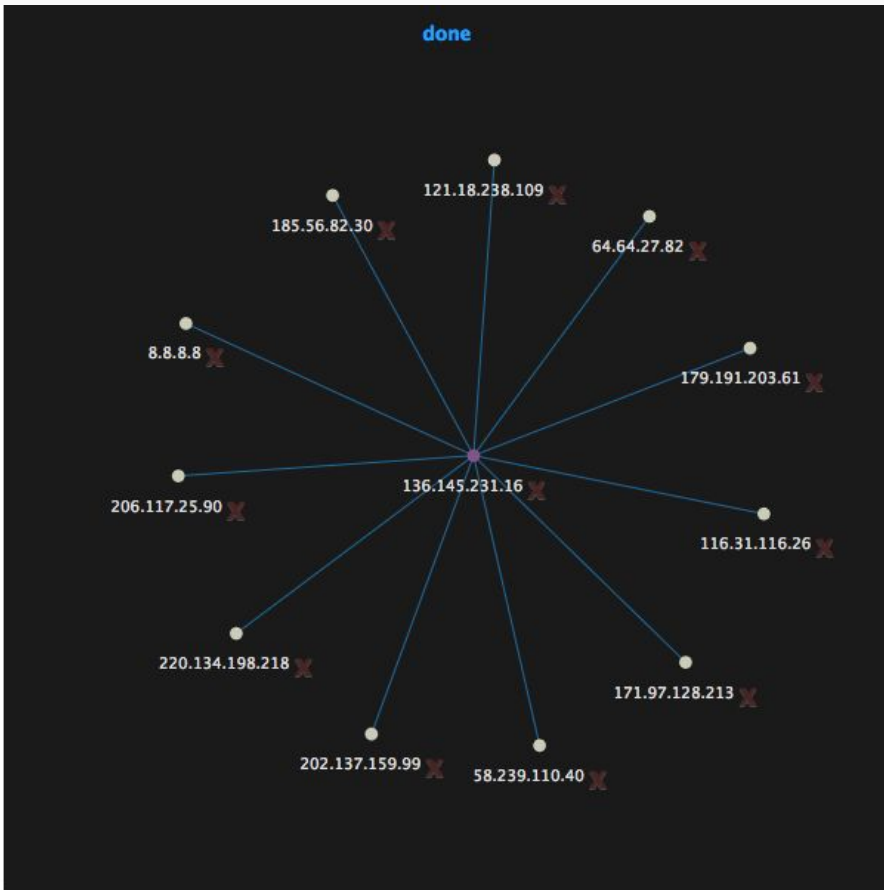 done
121.18.238.109 X
185.56.82.30 X
64.64.27.82 X
8.8.8.8 X
179.191.203.61 X
136.145.231.16 X
206.117.25.90 X
116.31.116.26 X
220.134.198.218 X
171.97.128.213 X
202.137.159.99 X
58.239.110.40 X